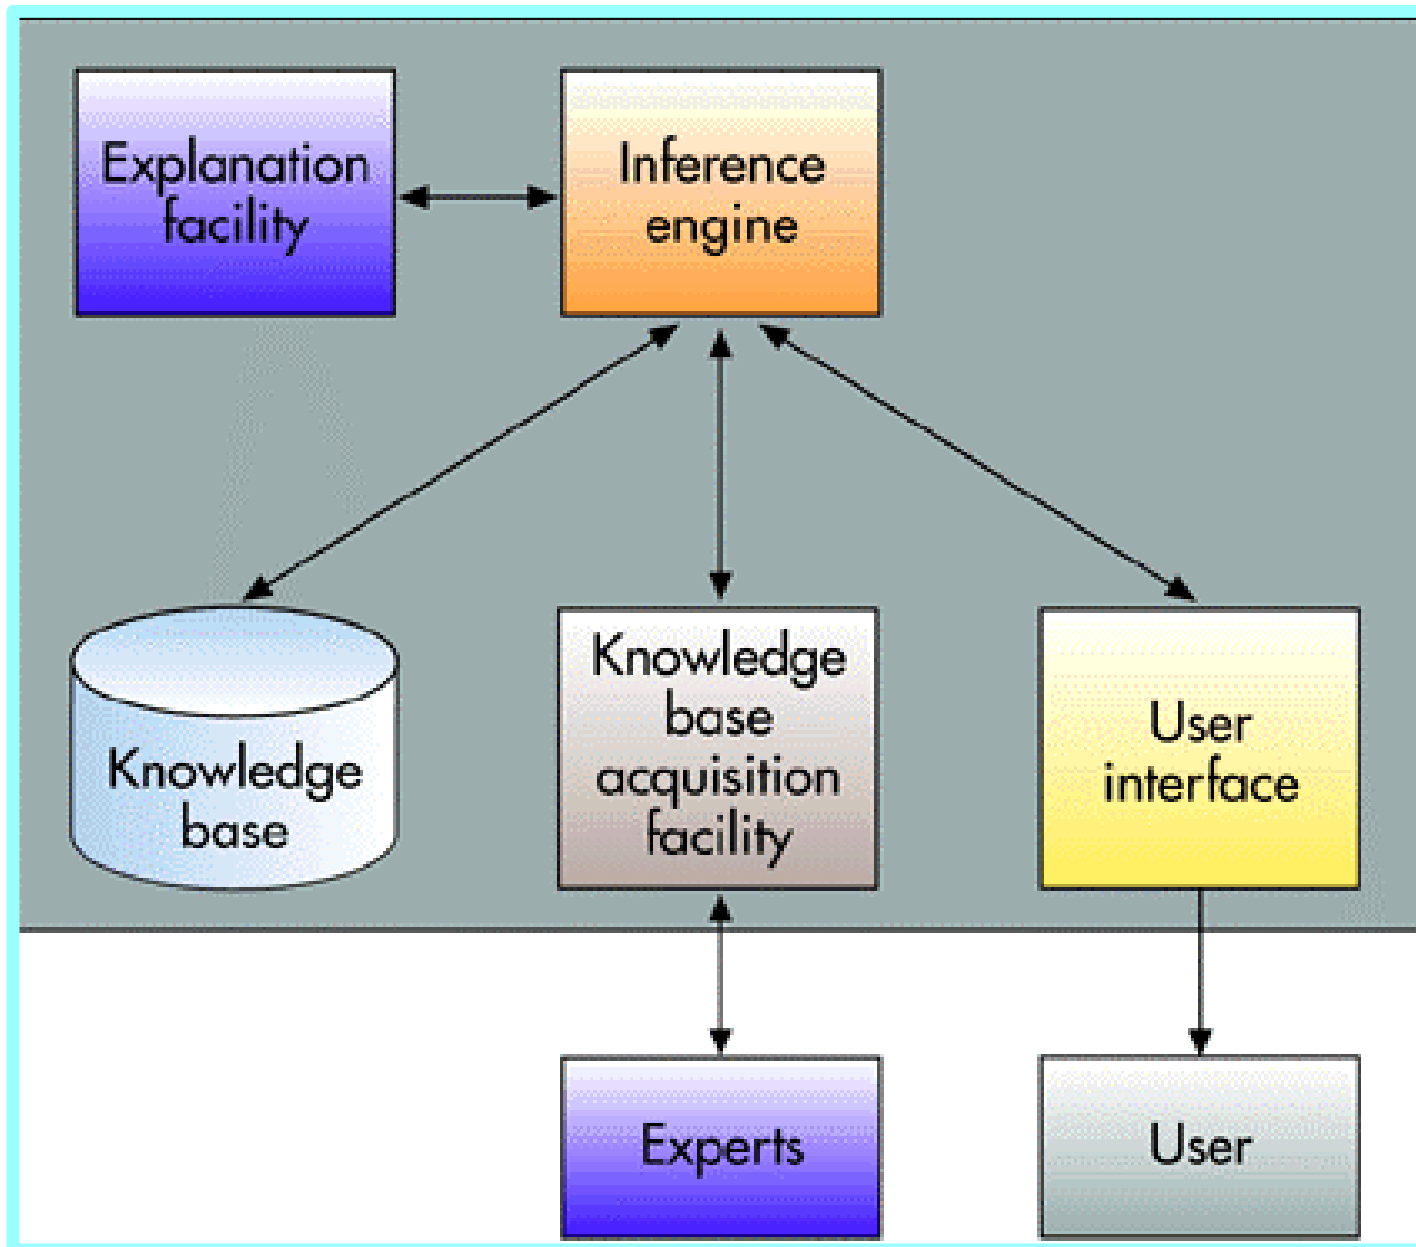 Explanation
facility
Inference
engine
Knowledge
base
Knowledge
base
acquisition
facility
User
interface
Experts
User